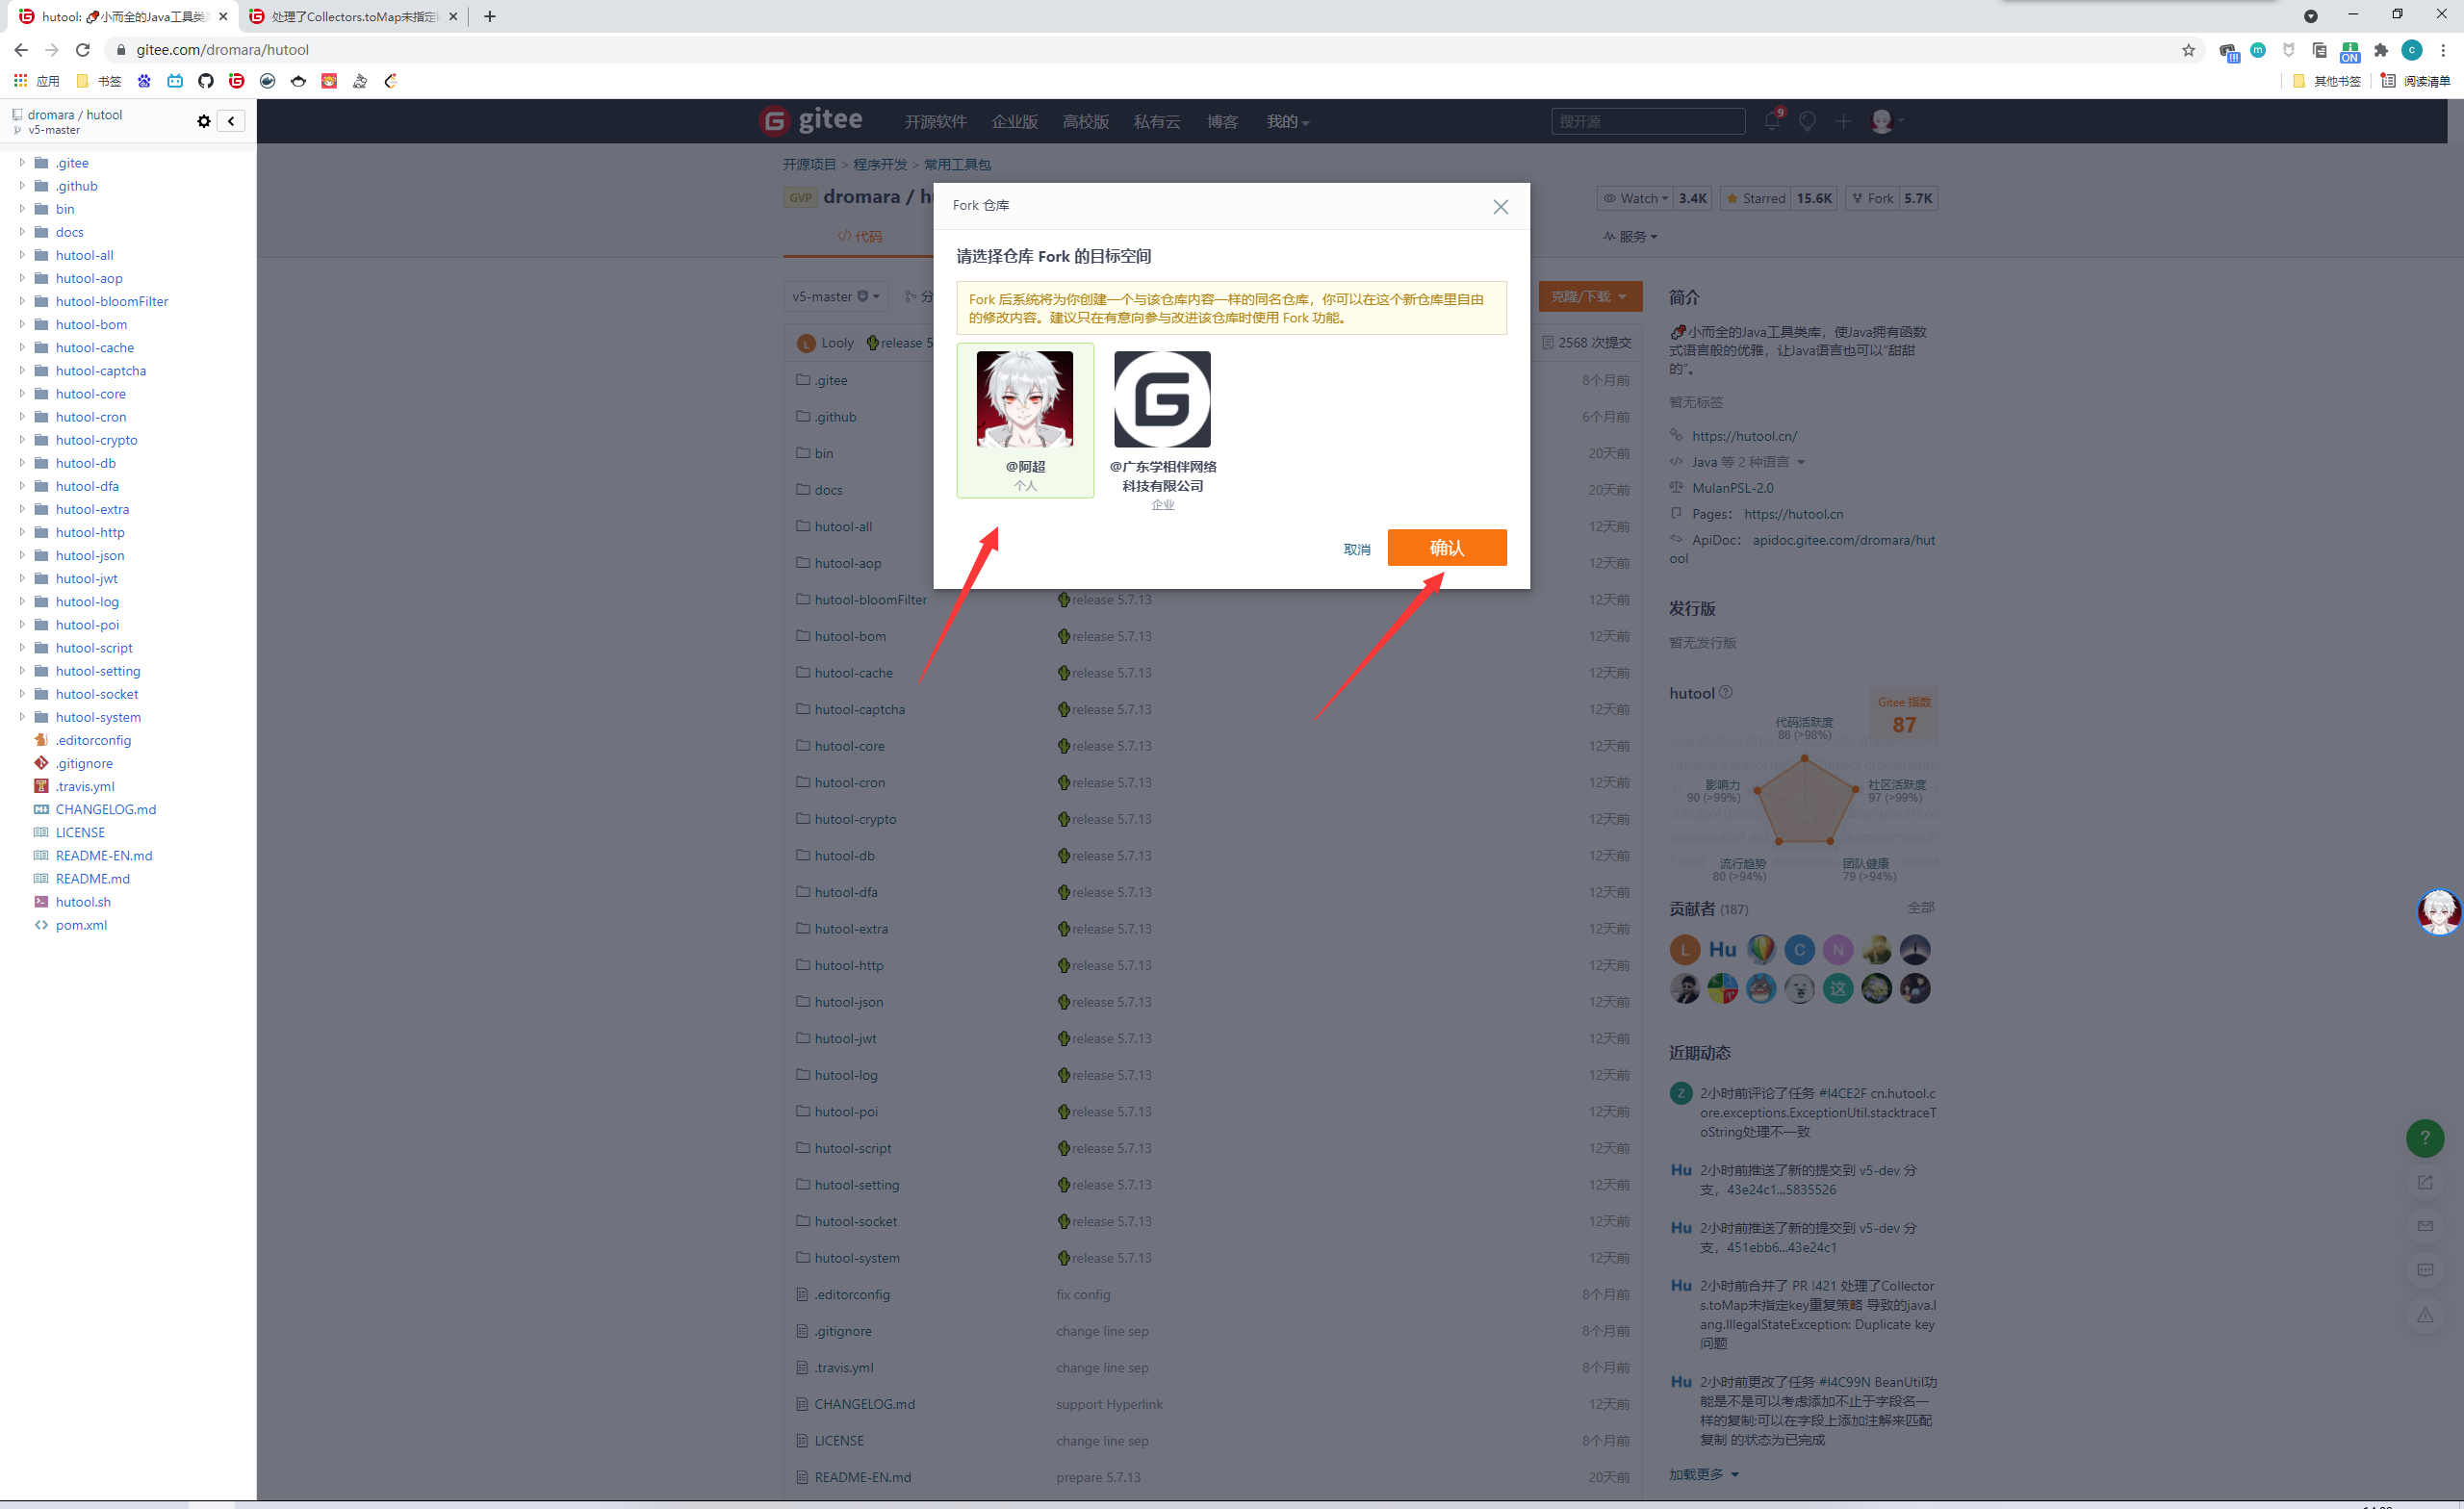 hutool: 🚀小而全的Java工具类库
处理了Collectors.toMap未指定k
gitee.com/dromara/hutool
应用
书签
ON
其他书签
阅读清单
dromara / hutool
v5-master
.gitee
.github
bin
docs
hutool-all
hutool-aop
hutool-bloomFilter
hutool-bom
hutool-cache
hutool-captcha
hutool-core
hutool-cron
hutool-crypto
hutool-db
hutool-dfa
hutool-extra
hutool-http
hutool-json
hutool-jwt
hutool-log
hutool-poi
hutool-script
hutool-setting
hutool-socket
hutool-system
.editorconfig
.gitignore
.travis.yml
CHANGELOG.md
LICENSE
README-EN.md
README.md
hutool.sh
pom.xml
gitee 开源软件 企业版 高校版 私有云 博客 我的 搜开源 9
开源项目 > 程序开发 > 常用工具包
GVP dromara / h
Watch 3.4K Starred 15.6K Fork 5.7K
代码
服务
Fork 仓库
请选择仓库 Fork 的目标空间
Fork 后系统将为你创建一个与该仓库内容一样的同名仓库，你可以在这个新仓库里自由
的修改内容。建议只在有意向参与改进该仓库时使用 Fork 功能。
@阿超
个人
@广东学相伴网络
科技有限公司
企业
取消 确认
v5-master 分
克隆/下载
L Looly release 5 2568 次提交
.gitee 8个月前
.github 6个月前
bin 20天前
docs 20天前
hutool-all 12天前
hutool-aop 12天前
hutool-bloomFilter release 5.7.13 12天前
hutool-bom release 5.7.13 12天前
hutool-cache release 5.7.13 12天前
hutool-captcha release 5.7.13 12天前
hutool-core release 5.7.13 12天前
hutool-cron release 5.7.13 12天前
hutool-crypto release 5.7.13 12天前
hutool-db release 5.7.13 12天前
hutool-dfa release 5.7.13 12天前
hutool-extra release 5.7.13 12天前
hutool-http release 5.7.13 12天前
hutool-json release 5.7.13 12天前
hutool-jwt release 5.7.13 12天前
hutool-log release 5.7.13 12天前
hutool-poi release 5.7.13 12天前
hutool-script release 5.7.13 12天前
hutool-setting release 5.7.13 12天前
hutool-socket release 5.7.13 12天前
hutool-system release 5.7.13 12天前
.editorconfig fix config 8个月前
.gitignore change line sep 8个月前
.travis.yml change line sep 8个月前
CHANGELOG.md support Hyperlink 12天前
LICENSE change line sep 8个月前
README-EN.md prepare 5.7.13 20天前
简介
小而全的Java工具类库，使Java拥有函数
式语言般的优雅，让Java语言也可以“甜甜
的”。
暂无标签
https://hutool.cn/
Java 等 2 种语言
MulanPSL-2.0
Pages： https://hutool.cn
ApiDoc： apidoc.gitee.com/dromara/hut
ool
发行版
暂无发行版
hutool
Gitee 指数
87
代码活跃度
86 (>98%)
影响力
90 (>99%)
社区活跃度
97 (>99%)
流行趋势
80 (>94%)
团队健康
79 (>94%)
贡献者 (187) 全部
L Hu C N
这
近期动态
Z 2小时前评论了任务 #I4CE2F cn.hutool.c
ore.exceptions.ExceptionUtil.stacktraceT
oString处理不一致
Hu 2小时前推送了新的提交到 v5-dev 分
支，43e24c1...5835526
Hu 2小时前推送了新的提交到 v5-dev 分
支，451ebb6...43e24c1
Hu 2小时前合并了 PR !421 处理了Collector
s.toMap未指定key重复策略 导致的java.l
ang.IllegalStateException: Duplicate key
问题
Hu 2小时前更改了任务 #I4C99N BeanUtil功
能是不是可以考虑添加不止于字段名一
样的复制;可以在字段上添加注解来匹配
复制 的状态为已完成
加载更多